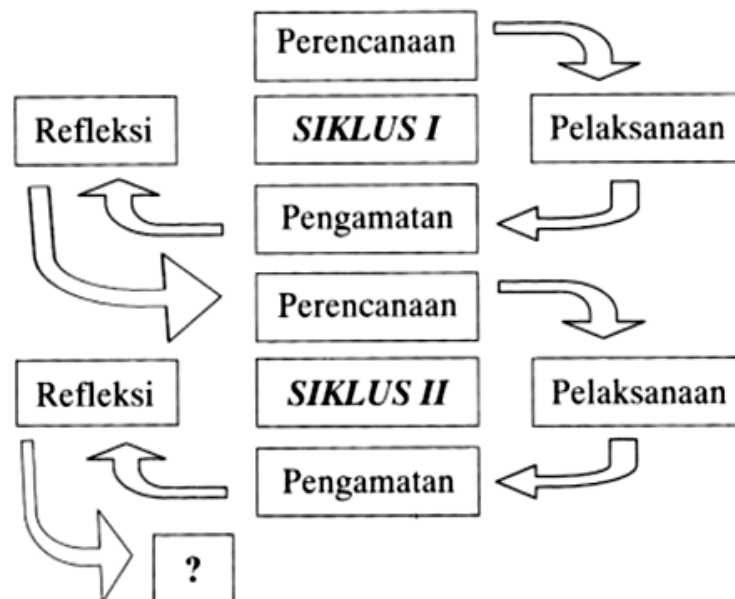 Perencanaan
Refleksi
SIKLUS I
Pelaksanaan
Pengamatan
Perencanaan
Refleksi
SIKLUS II
Pelaksanaan
Pengamatan
?